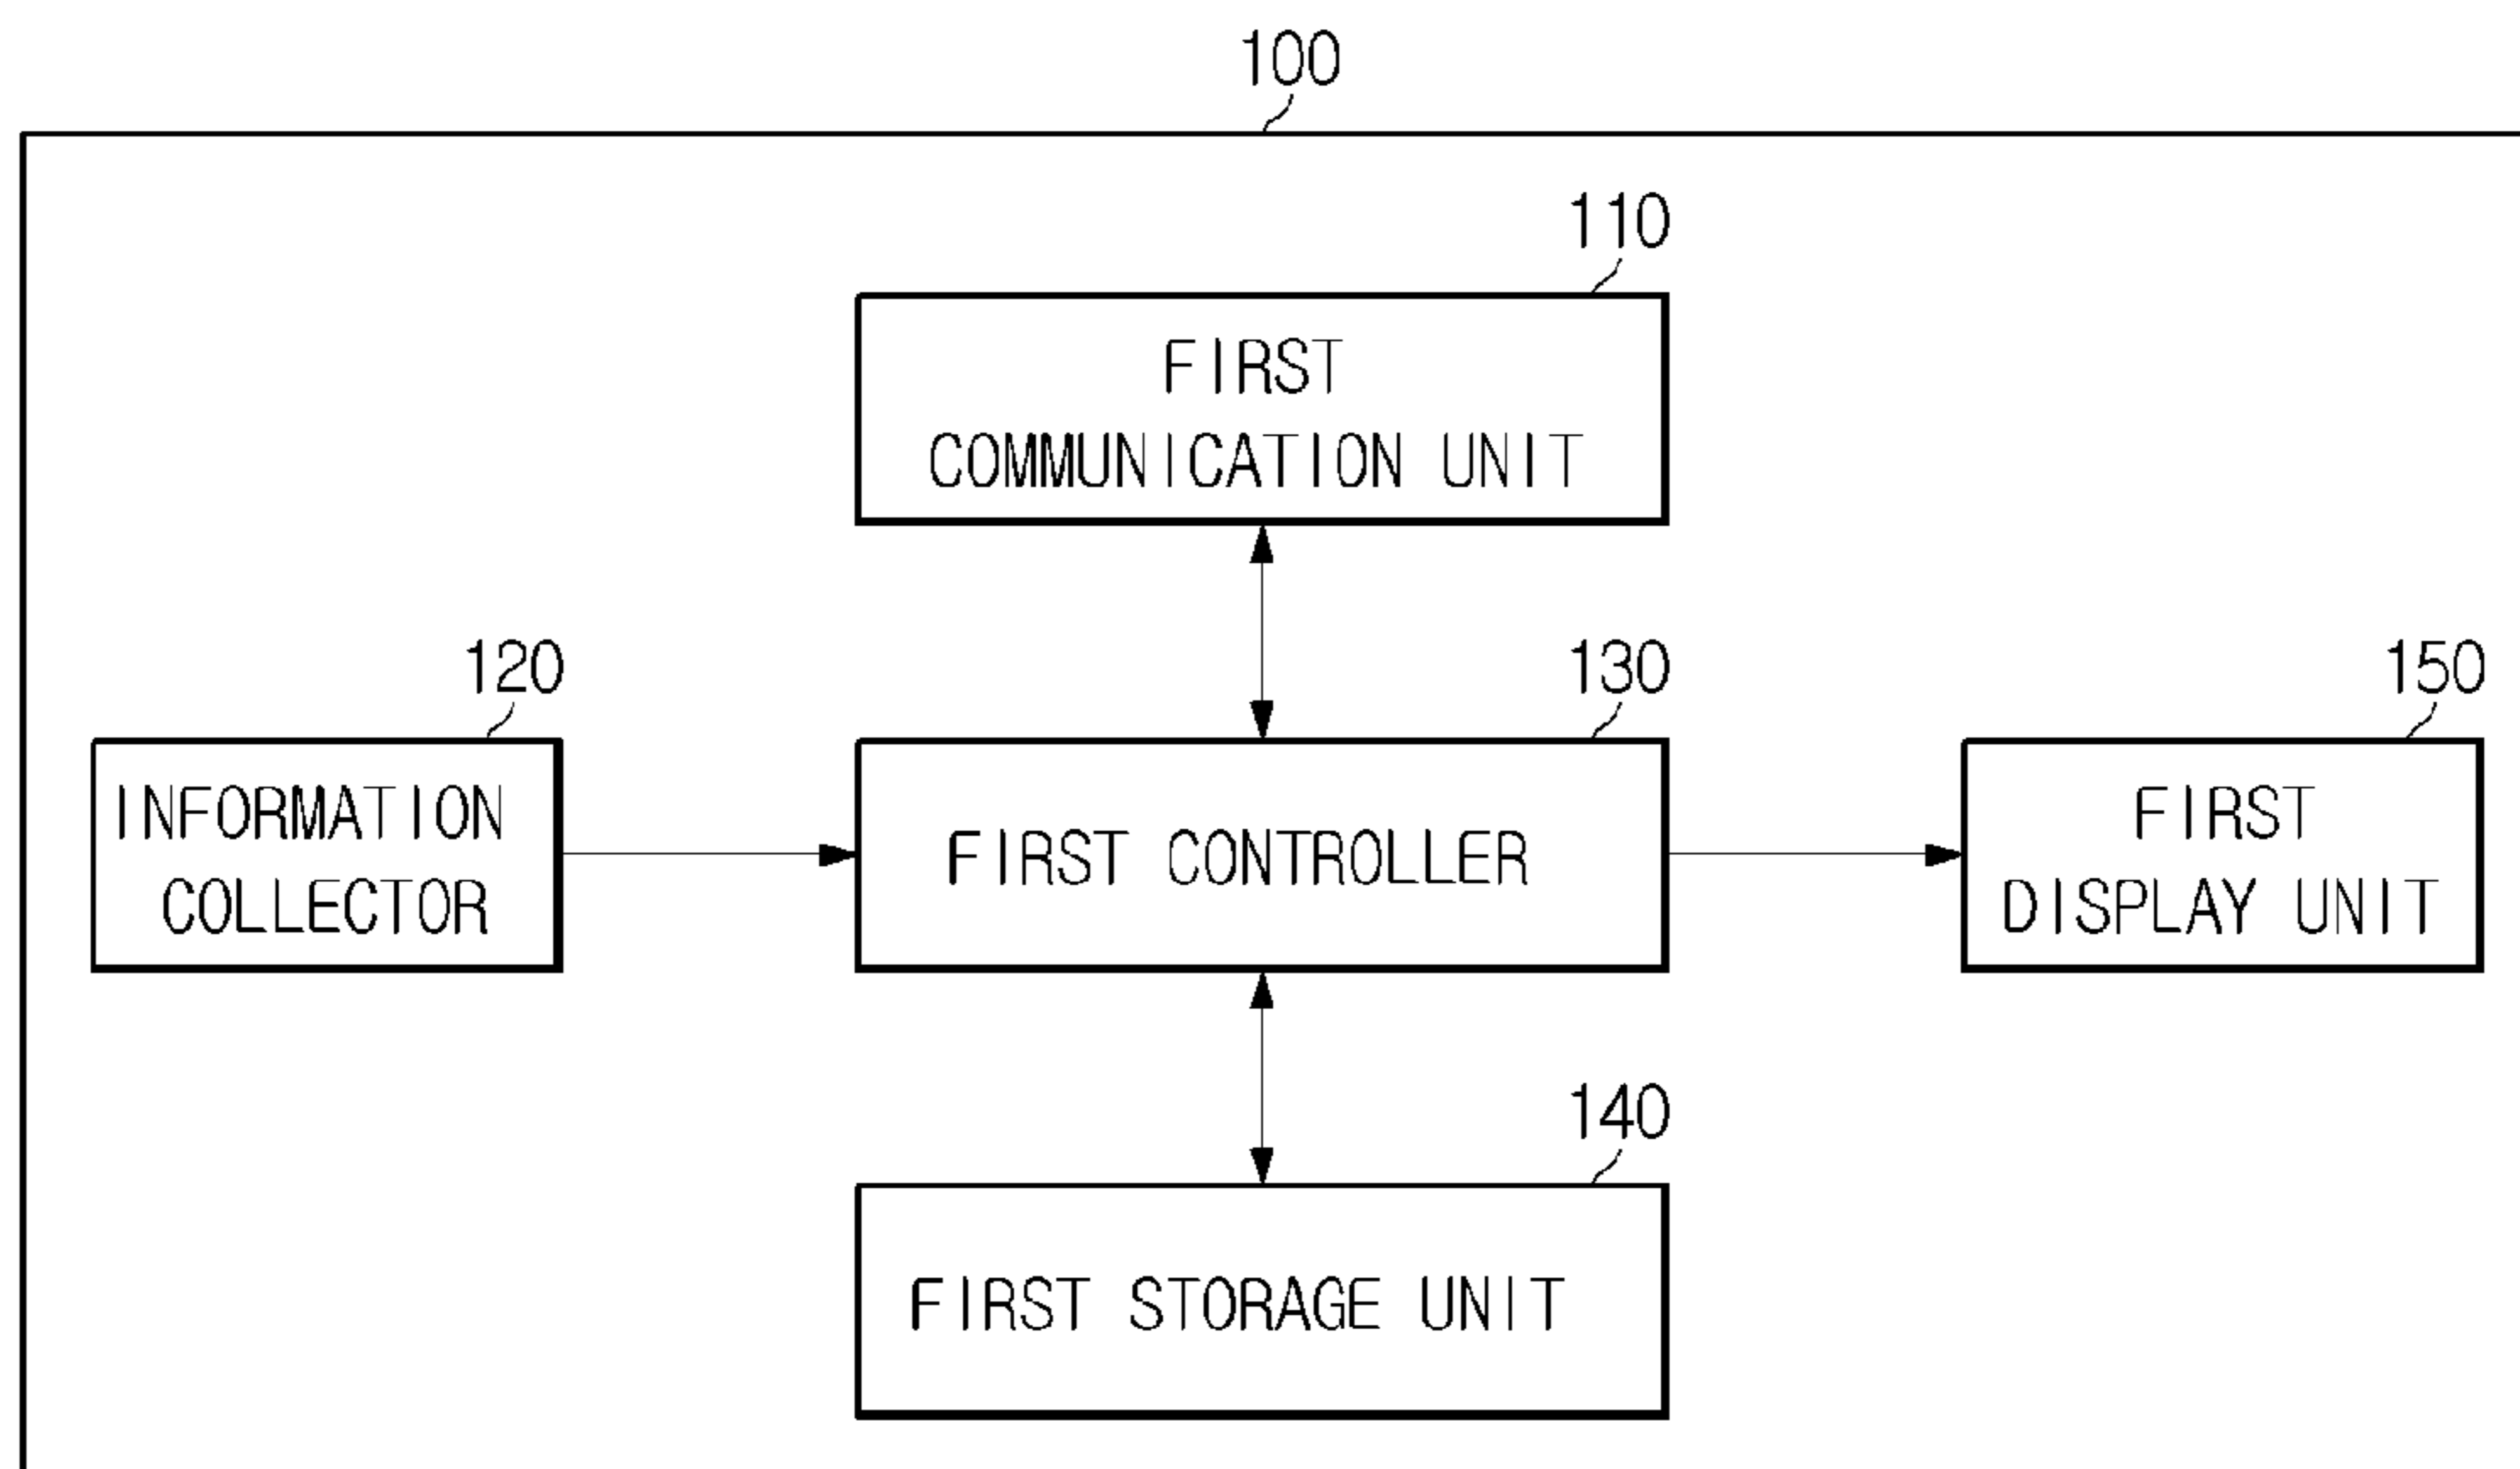 100
110
FIRST
COMMUNICATION UNIT
120
130
150
INFORMATION
COLLECTOR
FIRST CONTROLLER
FIRST
DISPLAY UNIT
140
FIRST STORAGE UNIT